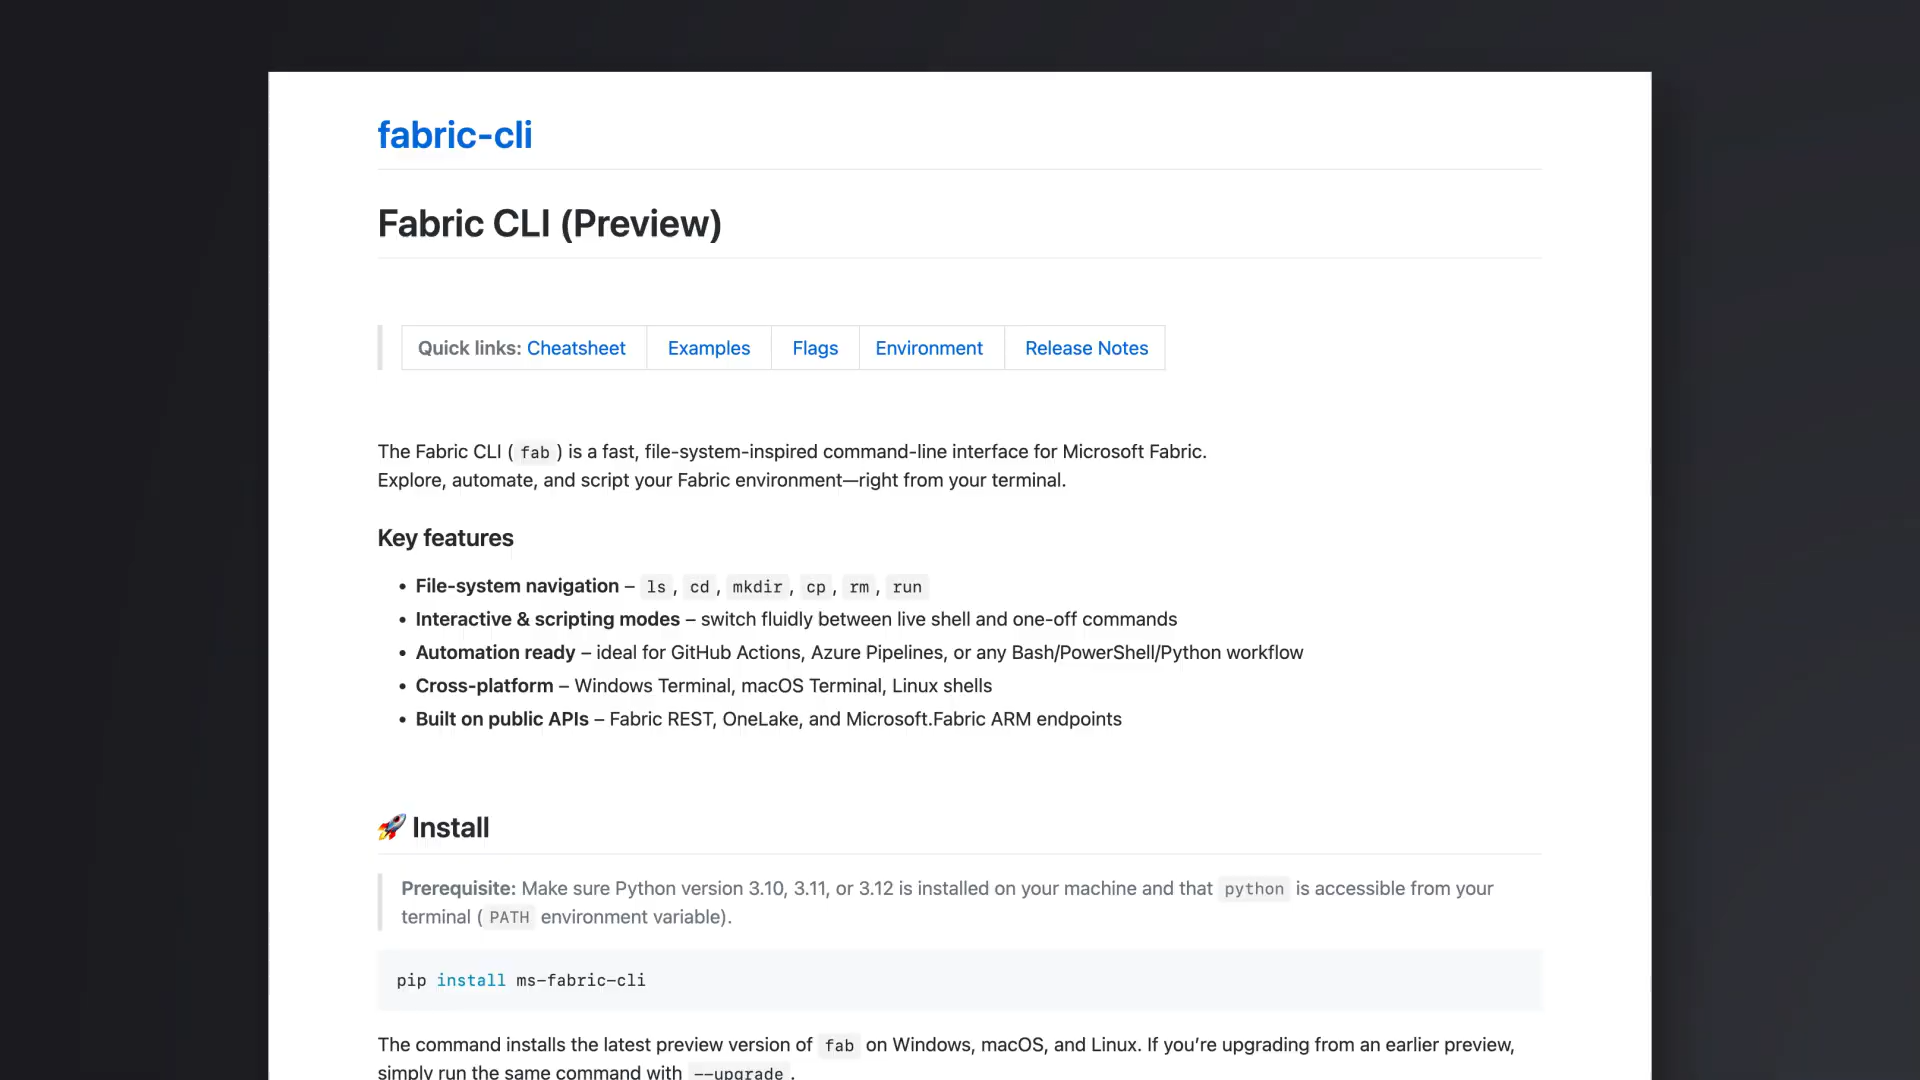 fabric-cli
Fabric CLI (Preview)
Quick links: Cheatsheet Examples Flags Environment Release Notes
The Fabric CLI ( fab ) is a fast, file-system-inspired command-line interface for Microsoft Fabric.
Explore, automate, and script your Fabric environment—right from your terminal.
Key features
• File-system navigation – ls , cd , mkdir , cp , rm , run
• Interactive & scripting modes – switch fluidly between live shell and one-off commands
• Automation ready – ideal for GitHub Actions, Azure Pipelines, or any Bash/PowerShell/Python workflow
• Cross-platform – Windows Terminal, macOS Terminal, Linux shells
• Built on public APIs – Fabric REST, OneLake, and Microsoft.Fabric ARM endpoints
🚀 Install
Prerequisite: Make sure Python version 3.10, 3.11, or 3.12 is installed on your machine and that python is accessible from your
terminal ( PATH environment variable).
pip install ms-fabric-cli
The command installs the latest preview version of fab on Windows, macOS, and Linux. If you’re upgrading from an earlier preview,
simply run the same command with --upgrade .